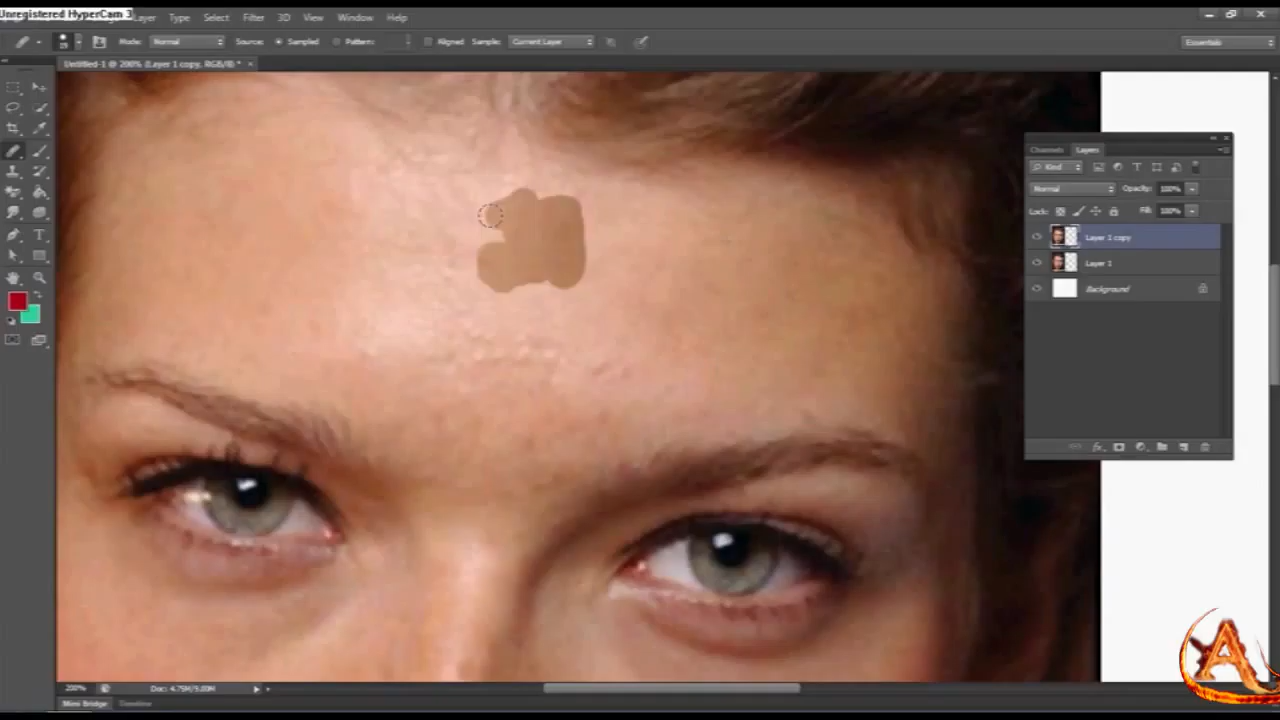 Unregistered HyperCam 3
Layer Type Select Filter 3D View Window Help
Mode: Normal Source: Sampled Pattern: Aligned Sample: Current Layer Essentials
Untitled-1 @ 200% (Layer 1 copy, RGB/8) *
Channels Layers
Kind
Normal Opacity: 100%
Lock: Fill: 100%
Layer 1 copy
Layer 1
Background
200% Doc: 4.75M/9.00M
Mini Bridge Timeline
A